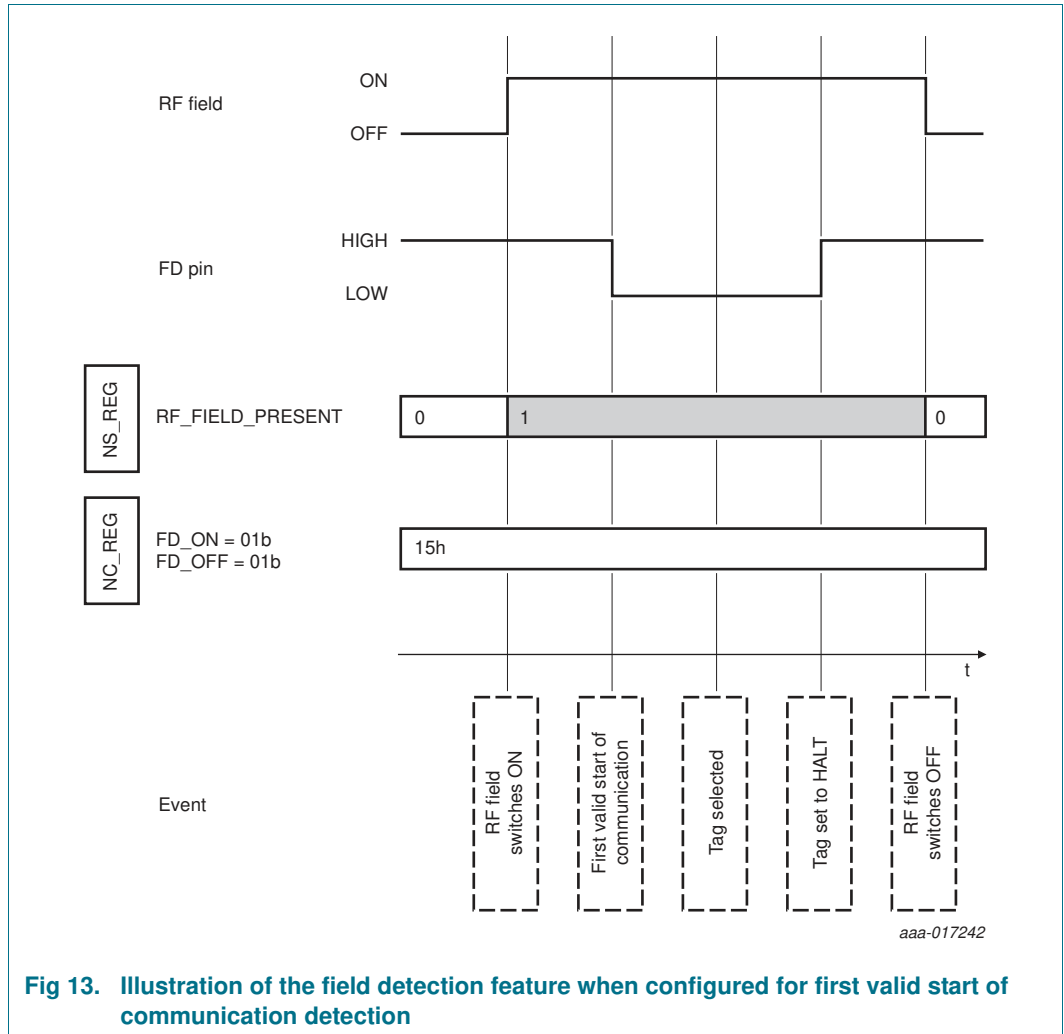 RF field
ON
OFF
FD pin
HIGH
LOW
NS_REG
RF_FIELD_PRESENT
0
1
0
NC_REG
FD_ON = 01b
FD_OFF = 01b
15h
t
Event
RF field
switches ON
First valid start of
communication
Tag selected
Tag set to HALT
RF field
switches OFF
aaa-017242
Fig 13. Illustration of the field detection feature when configured for first valid start of
communication detection